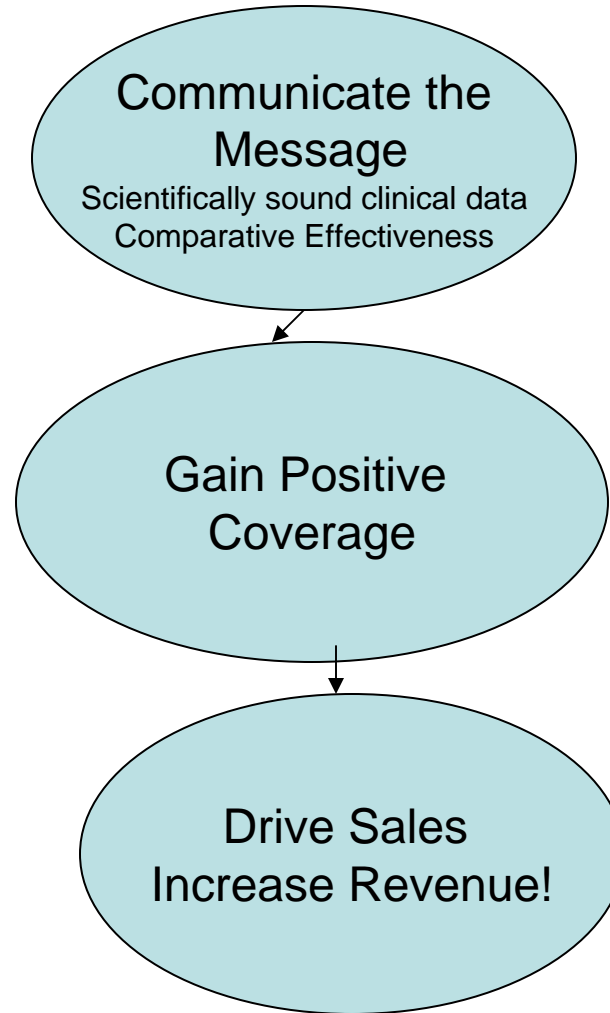 Communicate the
Message
Scientifically sound clinical data
Comparative Effectiveness
Gain Positive
Coverage
Drive Sales
Increase Revenue!